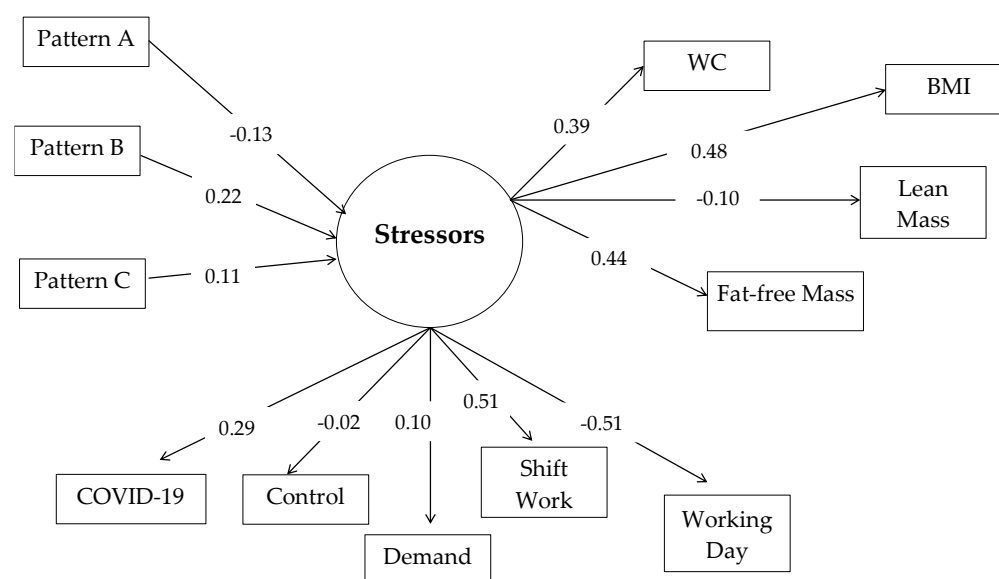 Pattern A
WC
BMI
-0.13
0.39
Pattern B
0.48
0.22
-0.10
Lean
Mass
Stressors
0.44
Pattern C
0.11
Fat-free Mass
0.29
-0.02
0.10
0.51
-0.51
COVID-19
Control
Shift
Work
Demand
Working
Day